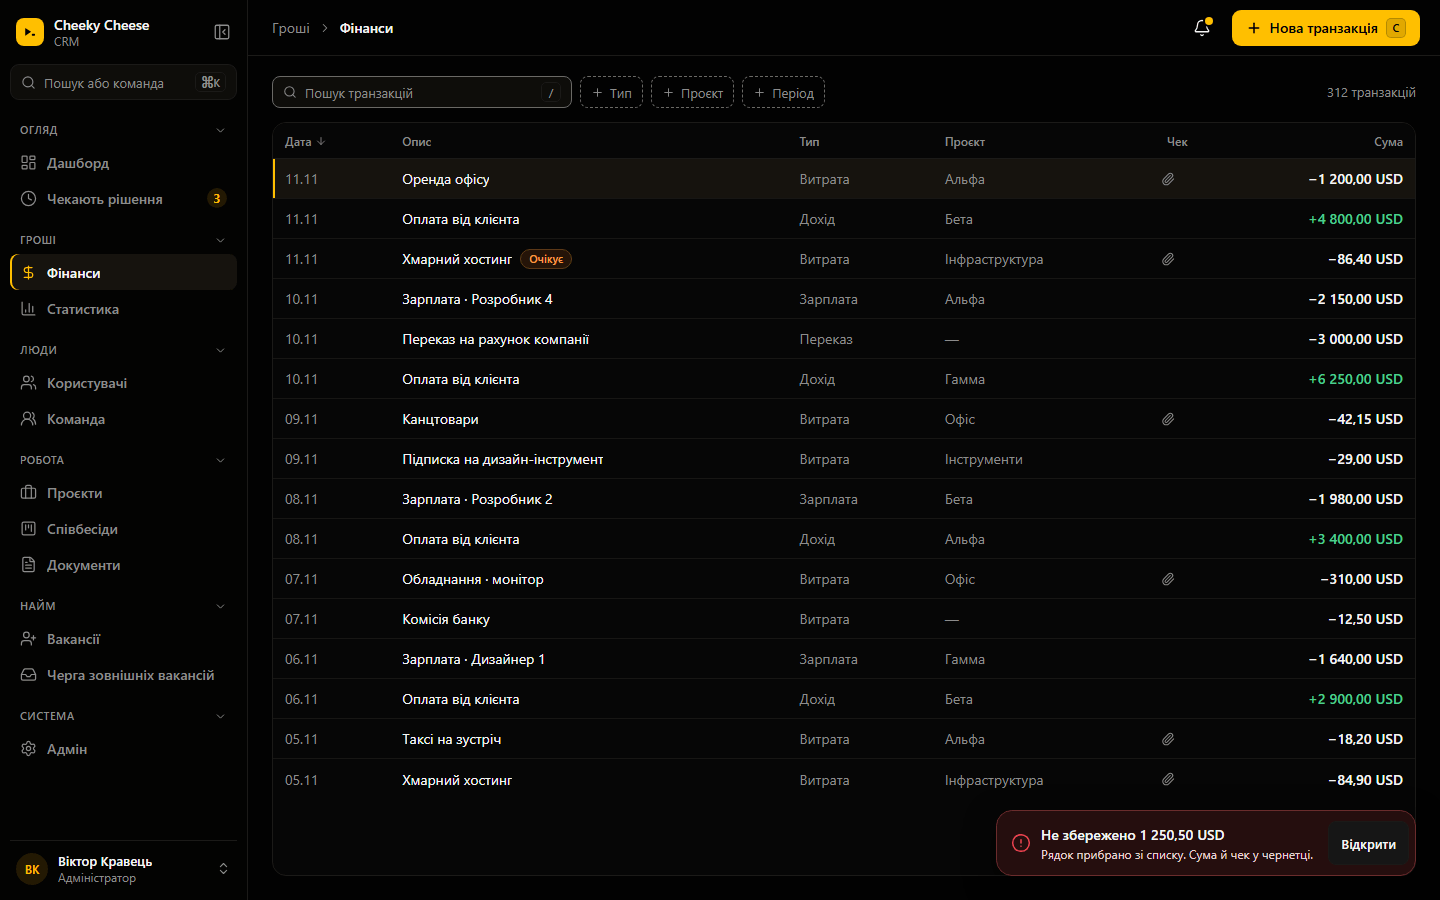 Cheeky Cheese
CRM
Пошук або команда ⌘K
ОГЛЯД
Дашборд
Чекають рішення 3
ГРОШІ
Фінанси
Статистика
ЛЮДИ
Користувачі
Команда
РОБОТА
Проєкти
Співбесіди
Документи
НАЙМ
Вакансії
Черга зовнішніх вакансій
СИСТЕМА
Адмін
ВК
Віктор Кравець
Адміністратор
Гроші > Фінанси
+ Нова транзакція C
Пошук транзакцій /
+ Тип
+ Проєкт
+ Період
312 транзакцій
Дата ↓ Опис Тип Проєкт Чек Сума
11.11 Оренда офісу Витрата Альфа −1 200,00 USD
11.11 Оплата від клієнта Дохід Бета +4 800,00 USD
11.11 Хмарний хостинг Очікує Витрата Інфраструктура −86,40 USD
10.11 Зарплата · Розробник 4 Зарплата Альфа −2 150,00 USD
10.11 Переказ на рахунок компанії Переказ — −3 000,00 USD
10.11 Оплата від клієнта Дохід Гамма +6 250,00 USD
09.11 Канцтовари Витрата Офіс −42,15 USD
09.11 Підписка на дизайн-інструмент Витрата Інструменти −29,00 USD
08.11 Зарплата · Розробник 2 Зарплата Бета −1 980,00 USD
08.11 Оплата від клієнта Дохід Альфа +3 400,00 USD
07.11 Обладнання · монітор Витрата Офіс −310,00 USD
07.11 Комісія банку Витрата — −12,50 USD
06.11 Зарплата · Дизайнер 1 Зарплата Гамма −1 640,00 USD
06.11 Оплата від клієнта Дохід Бета +2 900,00 USD
05.11 Таксі на зустріч Витрата Альфа −18,20 USD
05.11 Хмарний хостинг Витрата Інфраструктура −84,90 USD
Не збережено 1 250,50 USD
Рядок прибрано зі списку. Сума й чек у чернетці.
Відкрити